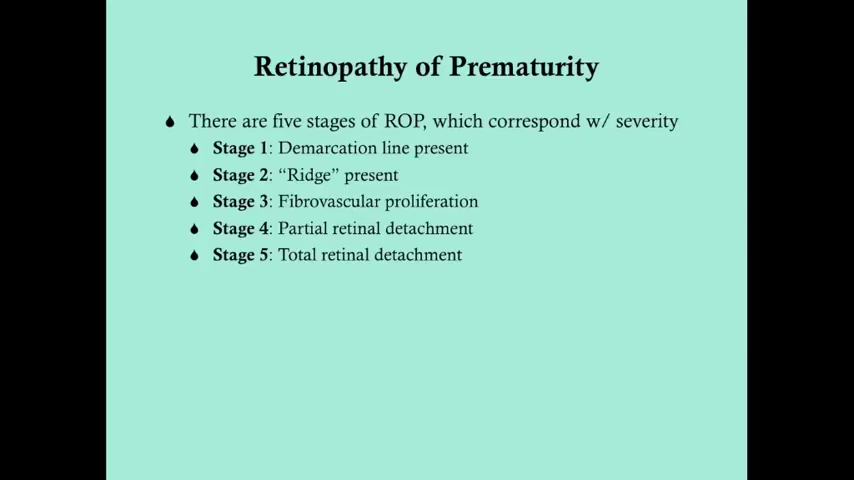 Retinopathy of Prematurity
There are five stages of ROP, which correspond w/ severity
Stage 1: Demarcation line present
Stage 2: “Ridge” present
Stage 3: Fibrovascular proliferation
Stage 4: Partial retinal detachment
Stage 5: Total retinal detachment